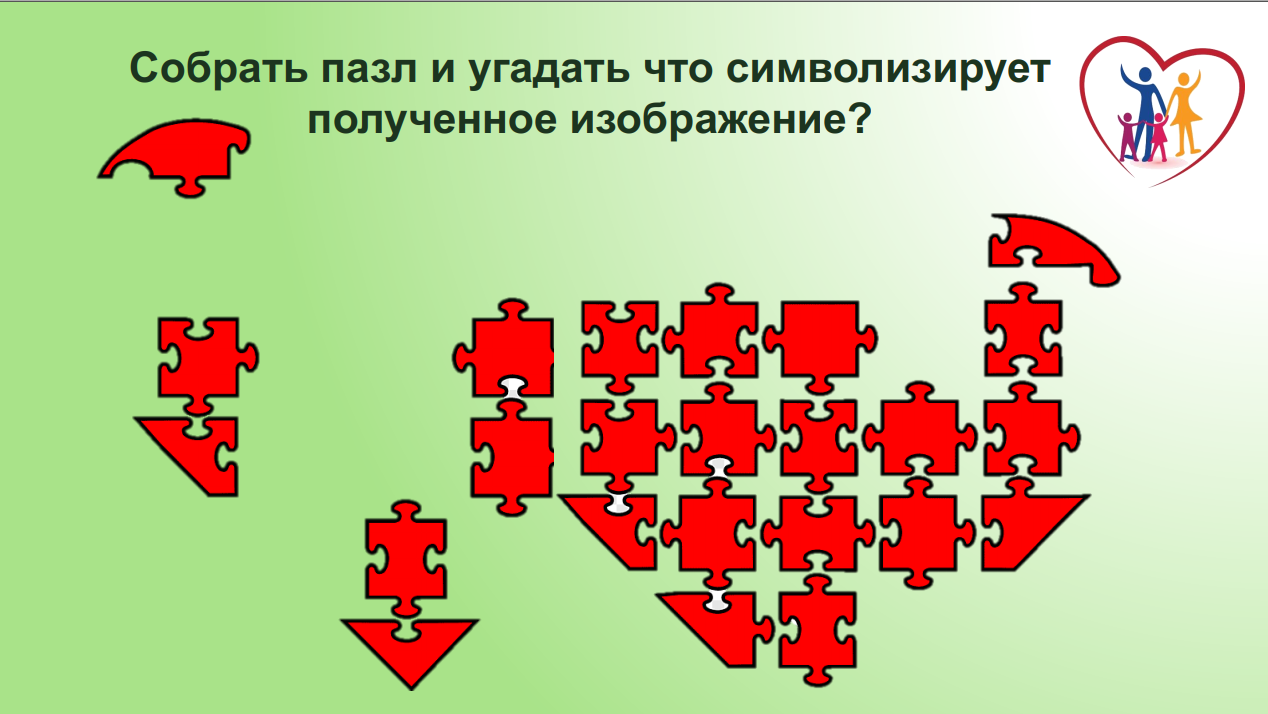 Собрать пазл и угадать что символизирует
полученное изображение?